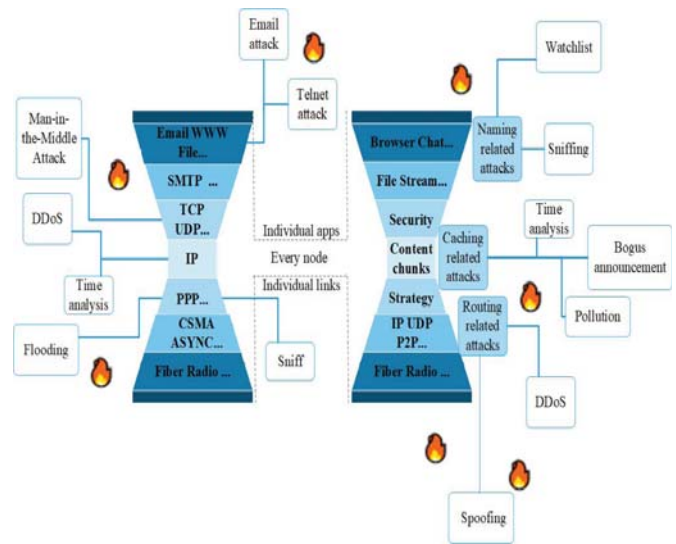 Email
attack
Telnet
attack
Man-in-
the-Middle
Attack
DDoS
Time
analysis
Flooding
Sniff
Email WWW
File...
SMTP ...
TCP
UDP...
IP
PPP...
CSMA
ASYNC...
Fiber Radio ...
Individual apps
Every node
Individual links
Browser Chat...
File Stream...
Security
Content
chunks
Strategy
IP UDP
P2P...
Fiber Radio ...
Watchlist
Naming
related
attacks
Sniffing
Caching
related
attacks
Time
analysis
Bogus
announcement
Pollution
Routing
related
attacks
DDoS
Spoofing